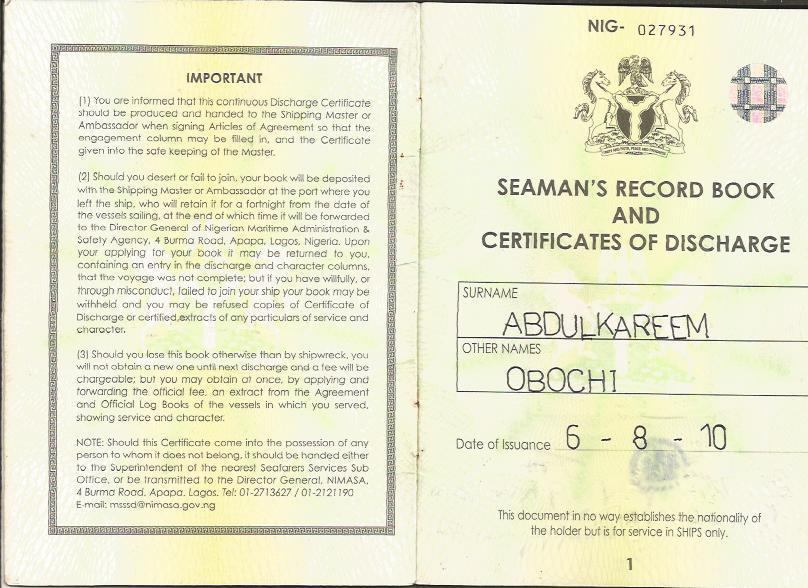 IMPORTANT
(1) You are informed that this continuous Discharge Certificate
should be produced and handed to the Shipping Master or
Ambassador when signing Articles of Agreement so that the
engagement column may be filled in, and the Certificate
given into the safe keeping of the Master.
(2) Should you desert or fail to join, your book will be deposited
with the Shipping Master or Ambassador at the port where you
left the ship, who will retain it for a fortnight from the date of
the vessels sailing, at the end of which time it will be forwarded
to the Director General of Nigerian Maritime Administration &
Safety Agency, 4 Burma Road, Apapa, Lagos, Nigeria. Upon
your applying for your book it may be returned to you,
containing an entry in the discharge and character columns,
that the voyage was not complete; but if you have willfully, or
through misconduct, failed to join your ship your book may be
withheld and you may be refused copies of Certificate of
Discharge or certified,extracts of any particulars of service and
character.
(3) Should you lose this book otherwise than by shipwreck, you
will not obtain a new one until next discharge and a fee will be
chargeable; but you may obtain at once, by applying and
forwarding the official fee, an extract from the Agreement
and Official Log Books of the vessels in which you served,
showing service and character.
NOTE: Should this Certificate come into the possession of any
person to whom it does not belong, it should be handed either
to the Superintendent of the nearest Seafarers Services Sub
Office, or be transmitted to the Director General, NIMASA,
4 Burma Road, Apapa, Lagos. Tel: 01-2713627 / 01-2121190
E-mail: msssd@nimasa.gov.ng
NIG- 027931
SEAMAN'S RECORD BOOK
AND
CERTIFICATES OF DISCHARGE
SURNAME
ABDULKAREEM
OTHER NAMES
OBOCHI
Date of Issuance 6 - 8 - 10
This document in no way establishes the nationality of
the holder but is for service in SHIPS only.
1